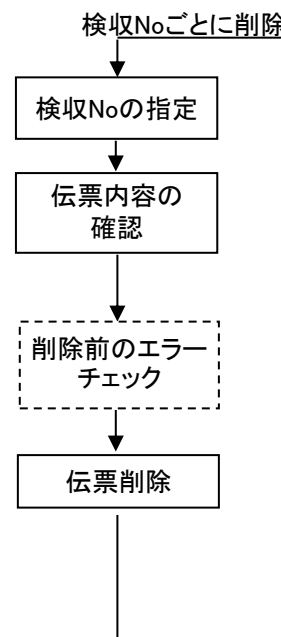 検収Noごとに削除
検収Noの指定
伝票内容の
確認
削除前のエラー
チェック
伝票削除